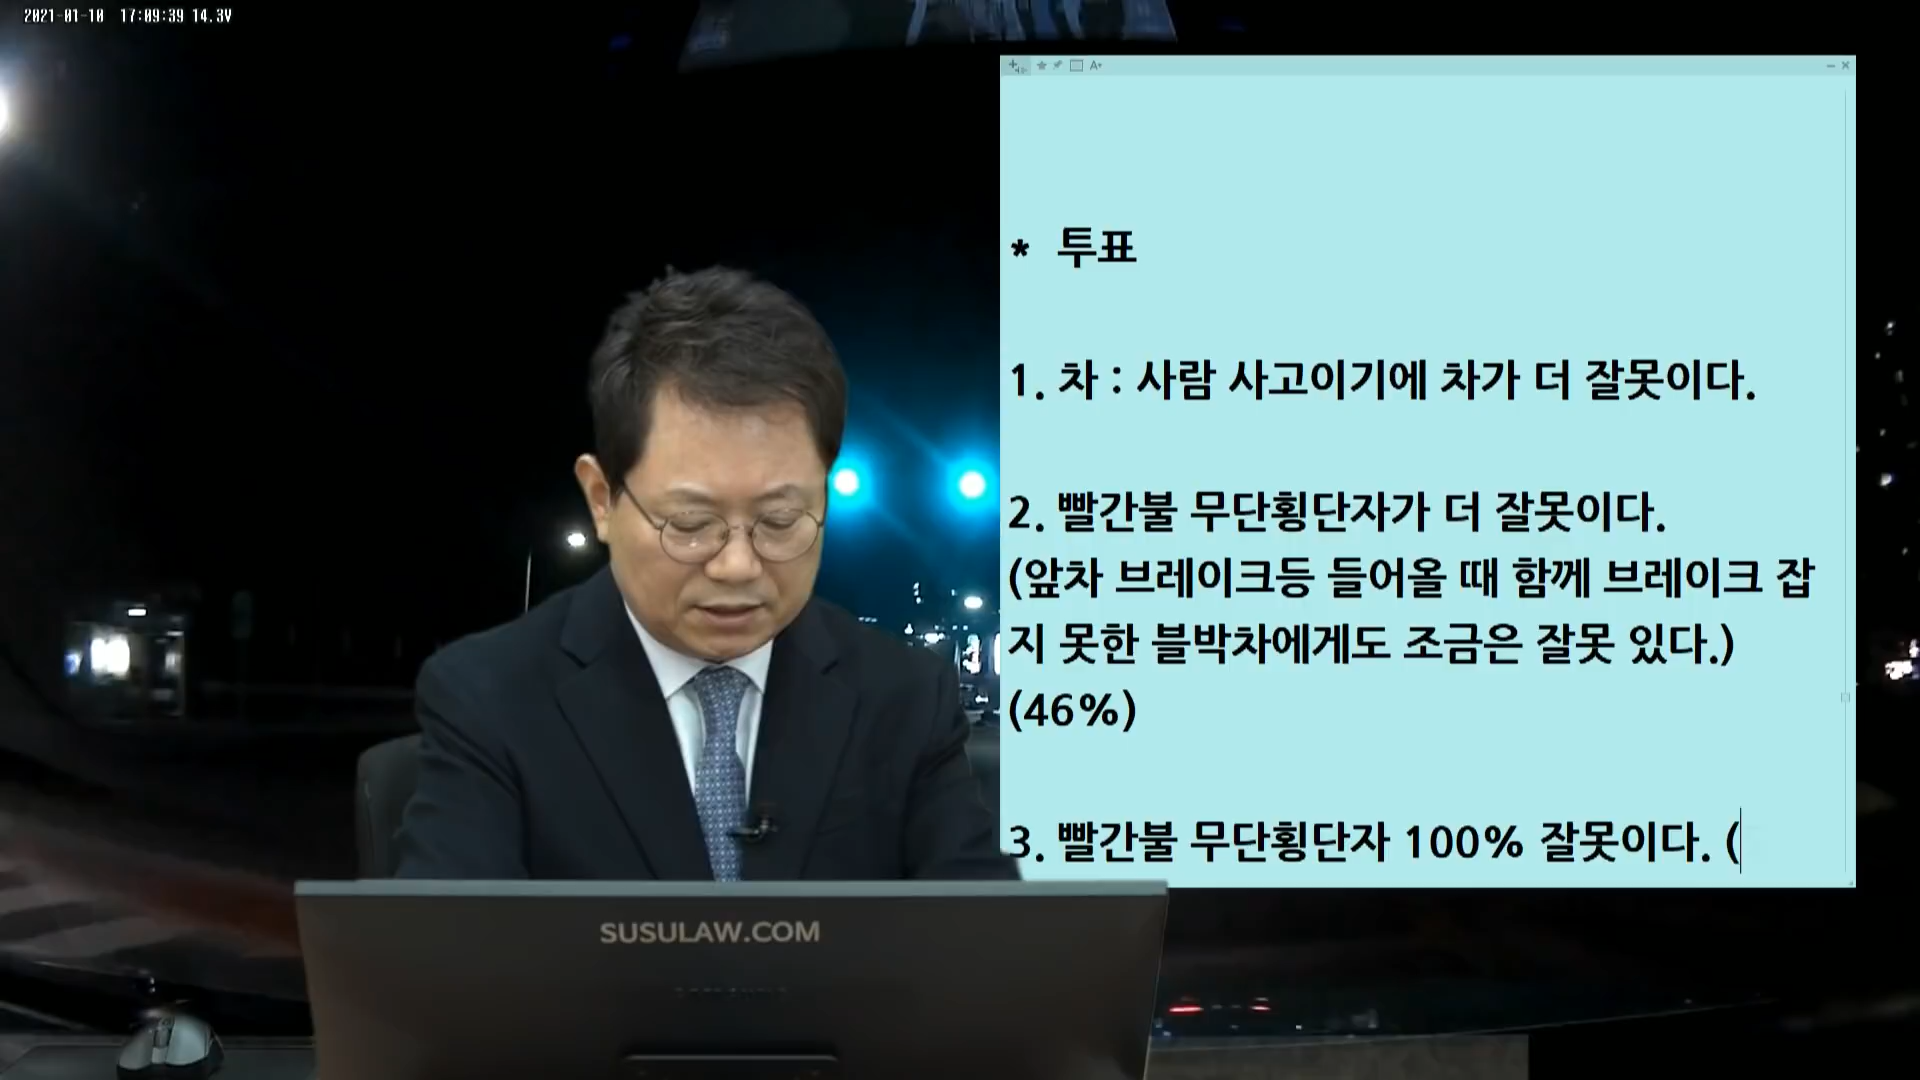 2021-01-10 17:09:39 14.3V
* 투표
1. 차 : 사람 사고이기에 차가 더 잘못이다.
2. 빨간불 무단횡단자가 더 잘못이다.
(앞차 브레이크등 들어올 때 함께 브레이크 잡
지 못한 블박차에게도 조금은 잘못 있다.)
(46%)
3. 빨간불 무단횡단자 100% 잘못이다. (
SUSULAW.COM